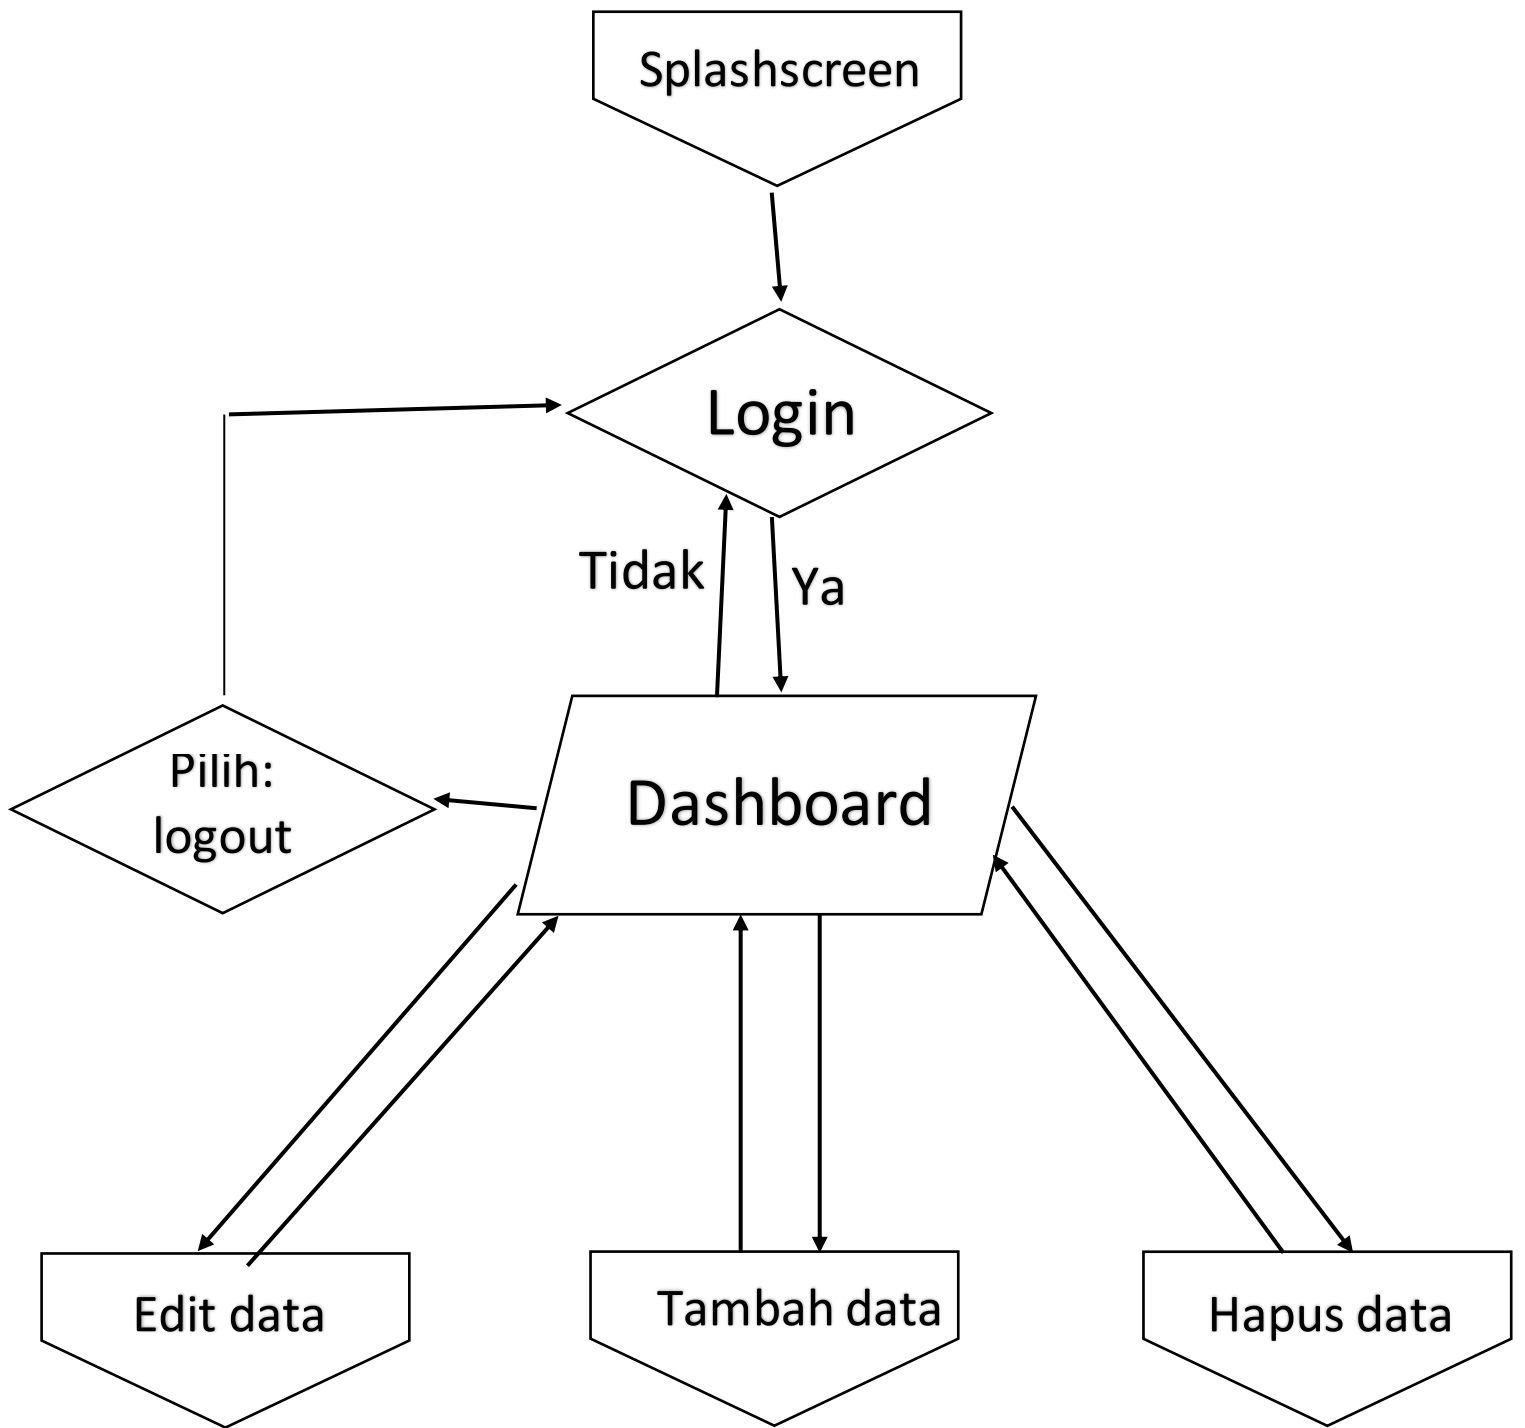 Splashscreen
Login
Tidak
Ya
Pilih:
logout
Dashboard
Edit data
Tambah data
Hapus data